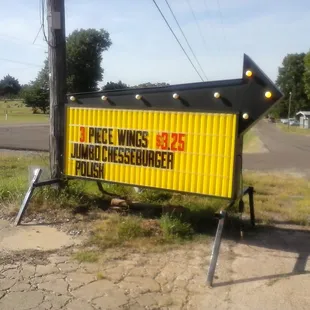 3 PIECE WINGS $3.25
JUMBO CHESSEBURGER
POLISH